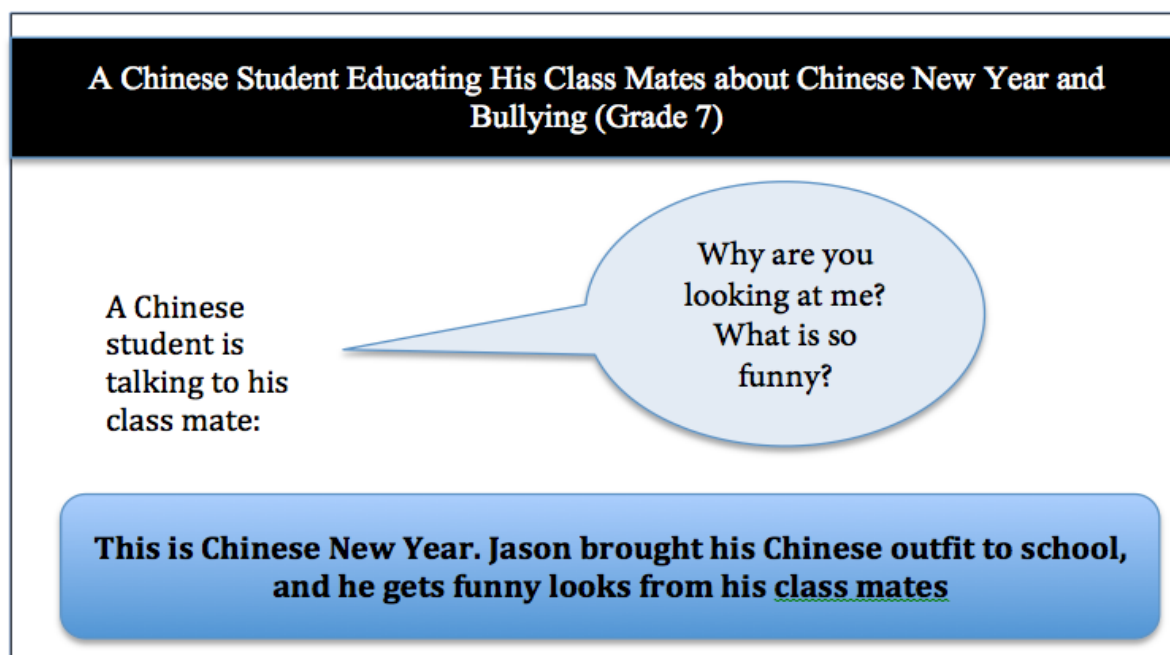 A Chinese Student Educating His Class Mates about Chinese New Year and
Bullying (Grade 7)
A Chinese
student is
talking to his
class mate:
Why are you
looking at me?
What is so
funny?
This is Chinese New Year. Jason brought his Chinese outfit to school,
and he gets funny looks from his class mates